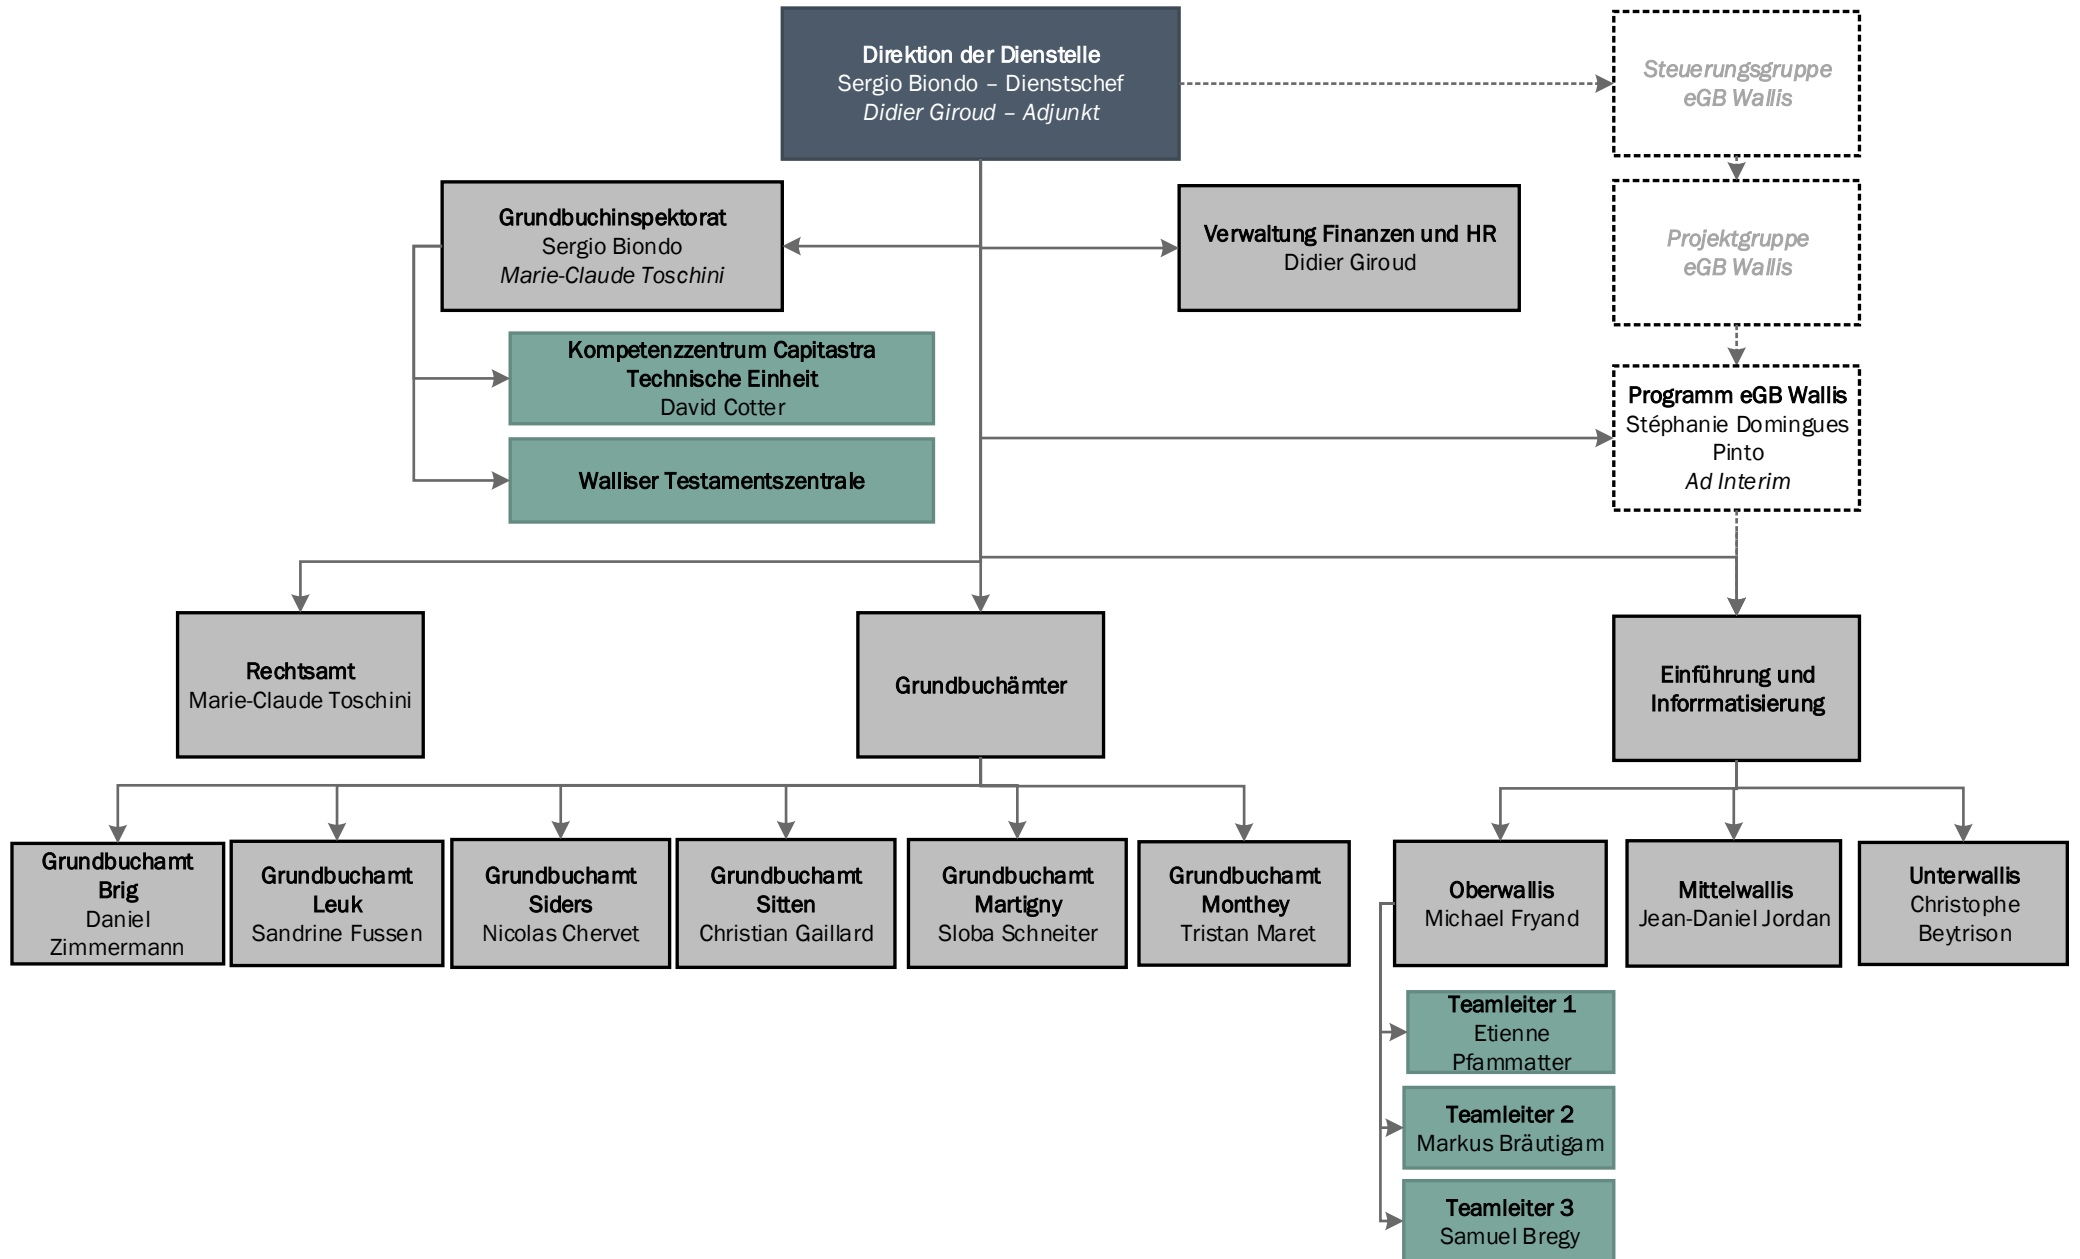 Direktion der Dienstelle
Sergio Biondo – Dienstschef
Didier Giroud – Adjunkt
Steuerungsgruppe
eGB Wallis
Grundbuchinspektorat
Sergio Biondo
Marie-Claude Toschini
Verwaltung Finanzen und HR
Didier Giroud
Projektgruppe
eGB Wallis
Kompetenzzentrum Capitastra
Technische Einheit
David Cotter
Walliser Testamentszentrale
Programm eGB Wallis
Stéphanie Domingues
Pinto
Ad Interim
Rechtsamt
Marie-Claude Toschini
Grundbuchämter
Einführung und
Inforrmatisierung
Grundbuchamt
Brig
Daniel
Zimmermann
Grundbuchamt
Leuk
Sandrine Fussen
Grundbuchamt
Siders
Nicolas Chervet
Grundbuchamt
Sitten
Christian Gaillard
Grundbuchamt
Martigny
Sloba Schneiter
Grundbuchamt
Monthey
Tristan Maret
Oberwallis
Michael Fryand
Mittelwallis
Jean-Daniel Jordan
Unterwallis
Christophe
Beytrison
Teamleiter 1
Etienne
Pfammatter
Teamleiter 2
Markus Bräutigam
Teamleiter 3
Samuel Bregy